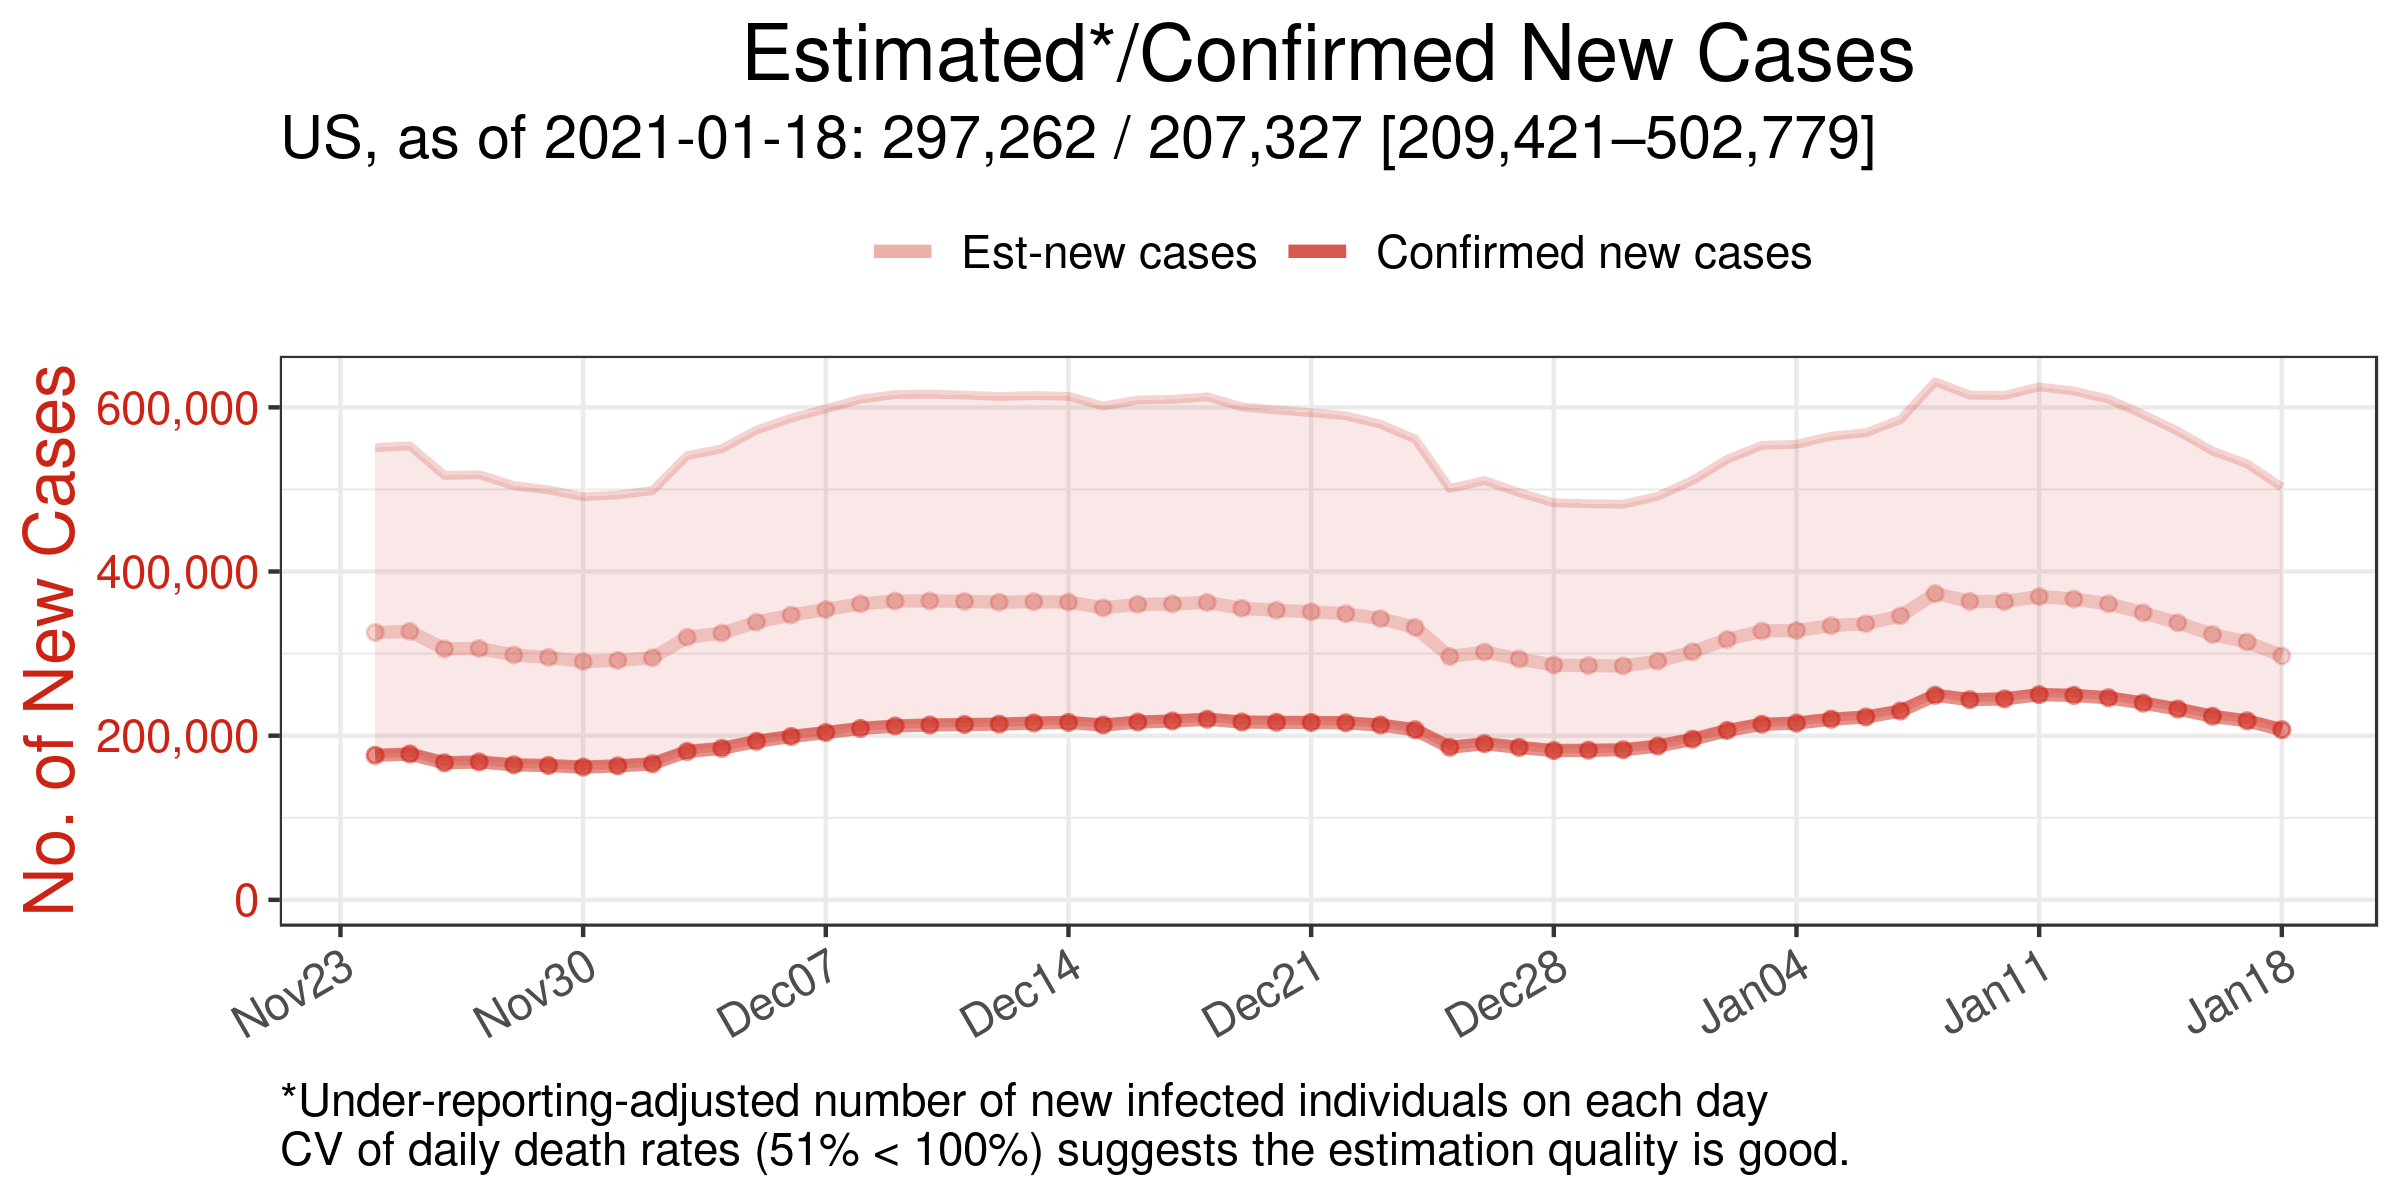 Estimated*/Confirmed New Cases
US, as of 2021-01-18: 297,262 / 207,327 [209,421–502,779]
Est-new cases
Confirmed new cases
No. of New Cases
600,000
400,000
200,000
0
Nov23
Nov30
Dec07
Dec14
Dec21
Dec28
Jan04
Jan11
Jan18
*Under-reporting-adjusted number of new infected individuals on each day
CV of daily death rates (51% < 100%) suggests the estimation quality is good.